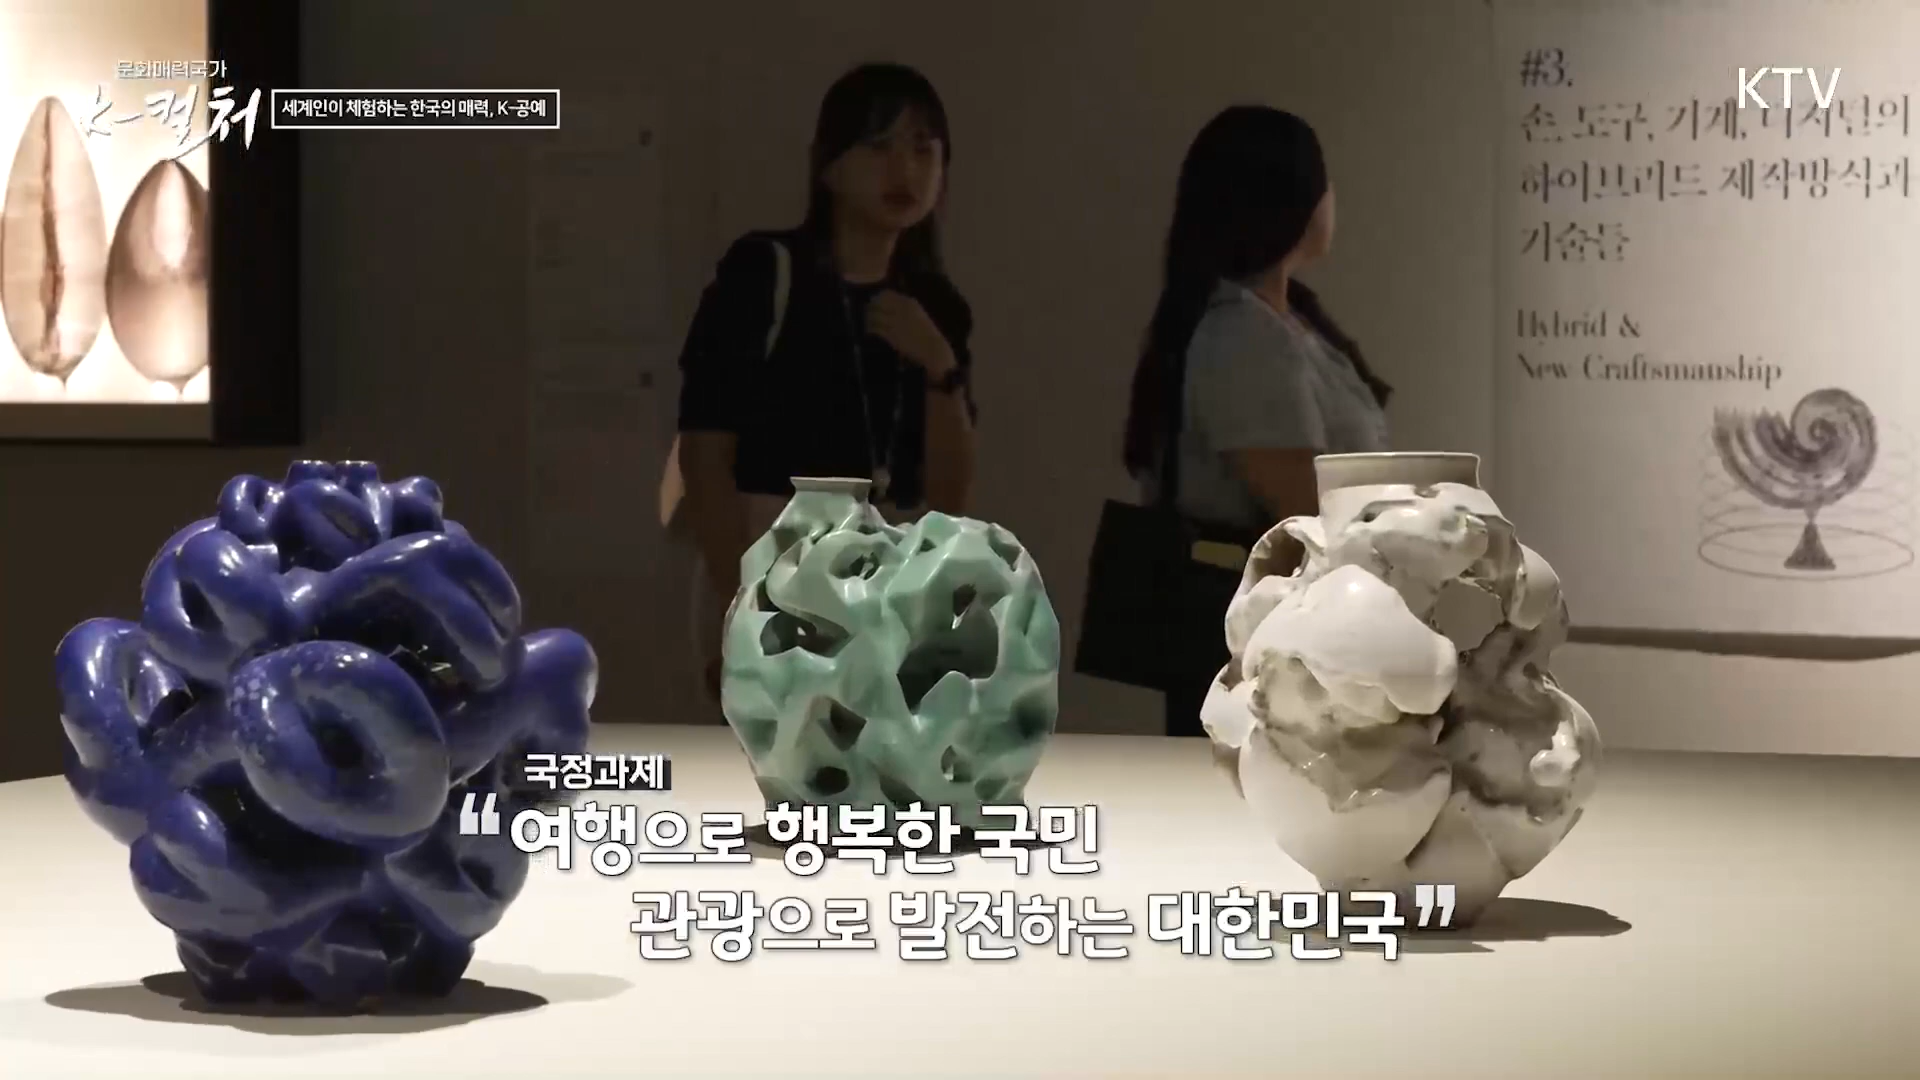 문화매력국가
K-컬처
세계인이 체험하는 한국의 매력, K-공예
KTV
#3.
손, 도구, 기계, 디지털의
하이브리드 제작방식과
기술들
Hybrid &
New Craftsmanship
국정과제
“여행으로 행복한 국민
관광으로 발전하는 대한민국”